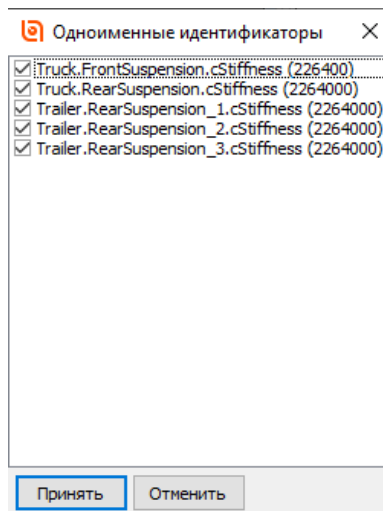 Одноименные идентификаторы
Truck.FrontSuspension.cStiffness (226400)
Truck.RearSuspension.cStiffness (2264000)
Trailer.RearSuspension_1.cStiffness (2264000)
Trailer.RearSuspension_2.cStiffness (2264000)
Trailer.RearSuspension_3.cStiffness (2264000)
Принять Отменить